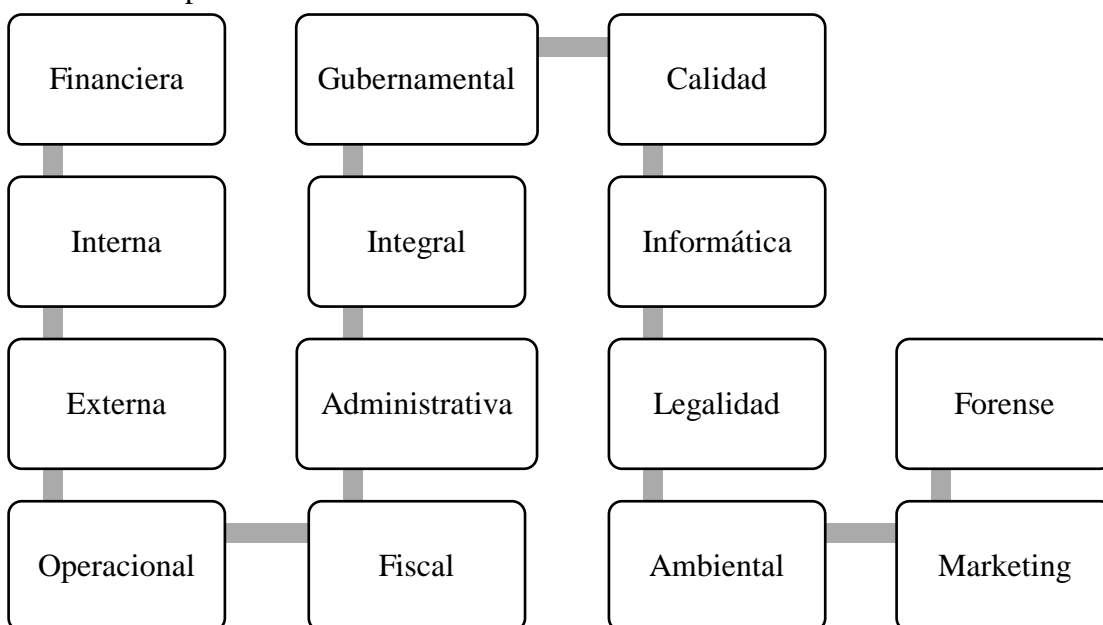 Financiera
Interna
Externa
Operacional
Fiscal
Administrativa
Integral
Gubernamental
Calidad
Informática
Legalidad
Ambiental
Marketing
Forense